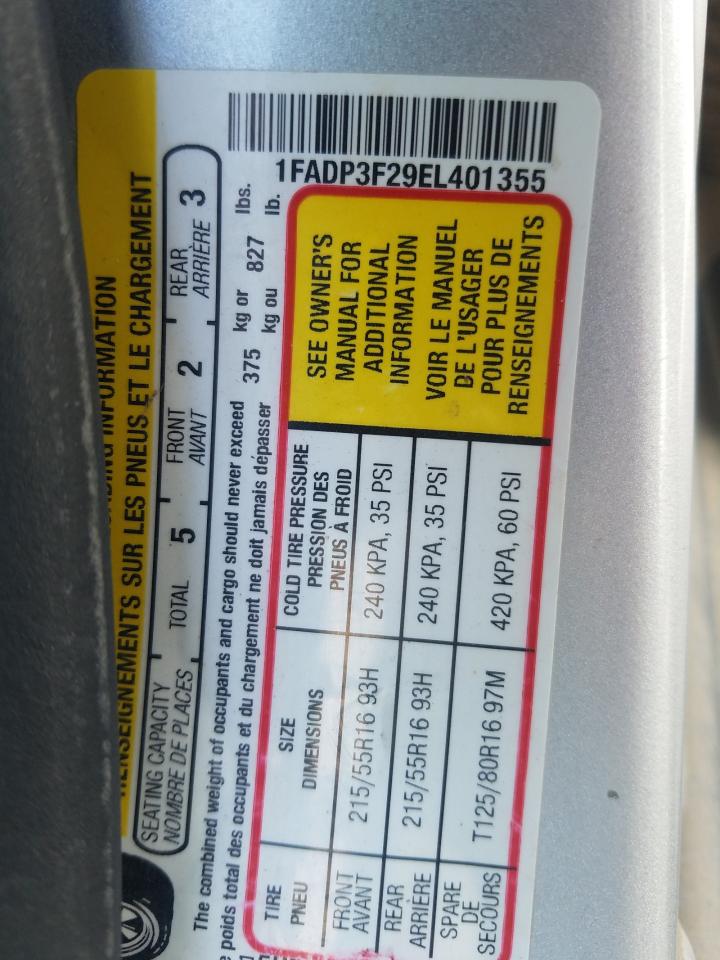 INFORMATION
RENSEIGNEMENTS SUR LES PNEUS ET LE CHARGEMENT
SEATING CAPACITY TOTAL 5 FRONT 2 REAR 3
NOMBRE DE PLACES AVANT ARRIÈRE
The combined weight of occupants and cargo should never exceed 375 kg or 827 lbs.
poids total des occupants et du chargement ne doit jamais dépasser kg ou lb.
1FADP3F29EL401355
TIRE SIZE COLD TIRE PRESSURE
PNEU DIMENSIONS PRESSION DES
PNEUS À FROID
FRONT 215/55R16 93H 240 KPA, 35 PSI
AVANT
REAR 215/55R16 93H 240 KPA, 35 PSI
ARRIÈRE
SPARE T125/80R16 97M 420 KPA, 60 PSI
DE
SECOURS
SEE OWNER'S
MANUAL FOR
ADDITIONAL
INFORMATION
VOIR LE MANUEL
DE L'USAGER
POUR PLUS DE
RENSEIGNEMENTS